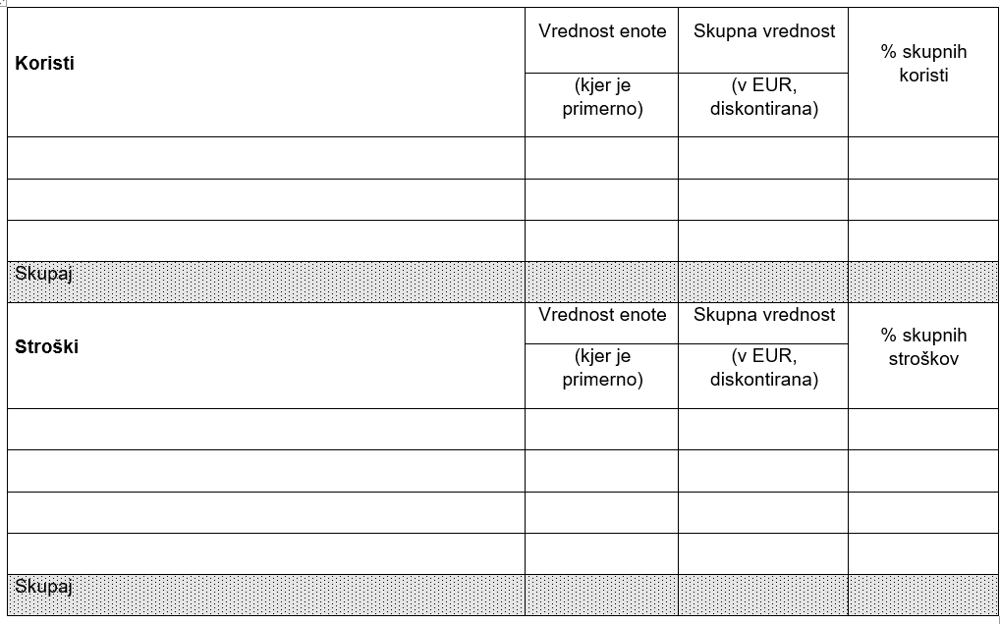 Koristi
Vrednost enote
Skupna vrednost
% skupnih
koristi
(kjer je
primerno)
(v EUR,
diskontirana)
Skupaj
Stroški
Vrednost enote
Skupna vrednost
% skupnih
stroškov
(kjer je
primerno)
(v EUR,
diskontirana)
Skupaj